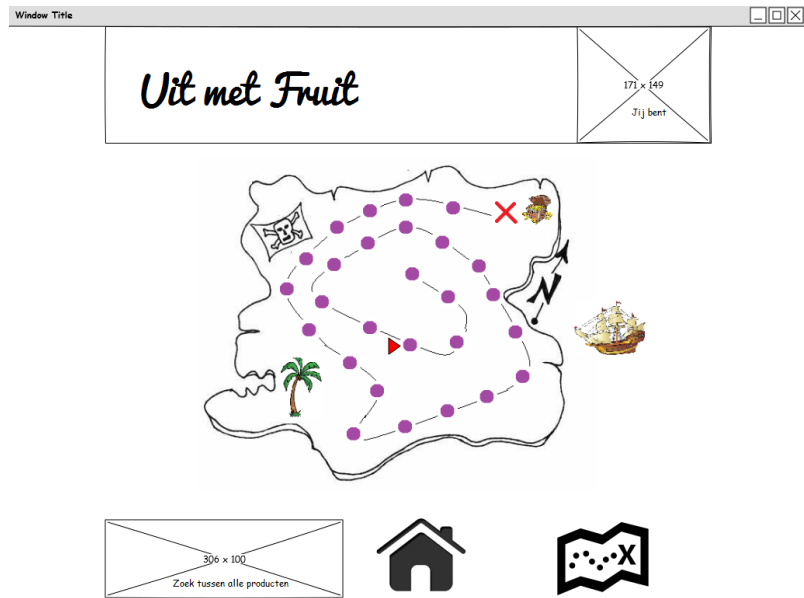 Window Title
Uit met Fruit
171 x 149
Jij bent
N
306 x 100
Zoek tussen alle producten
X